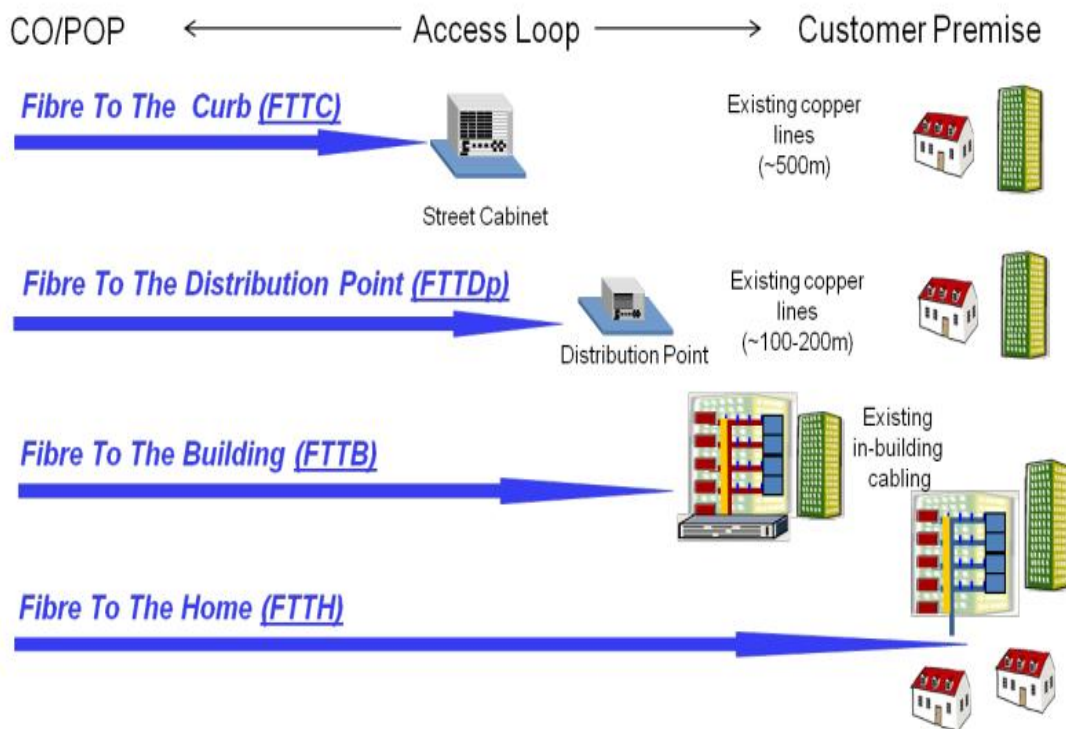 CO/POP
Access Loop
Customer Premise
Fibre To The Curb (FTTC)
Existing copper
lines
(~500m)
Street Cabinet
Fibre To The Distribution Point (FTTDp)
Existing copper
lines
(~100-200m)
Distribution Point
Fibre To The Building (FTTB)
Existing
in-building
cabling
Fibre To The Home (FTTH)